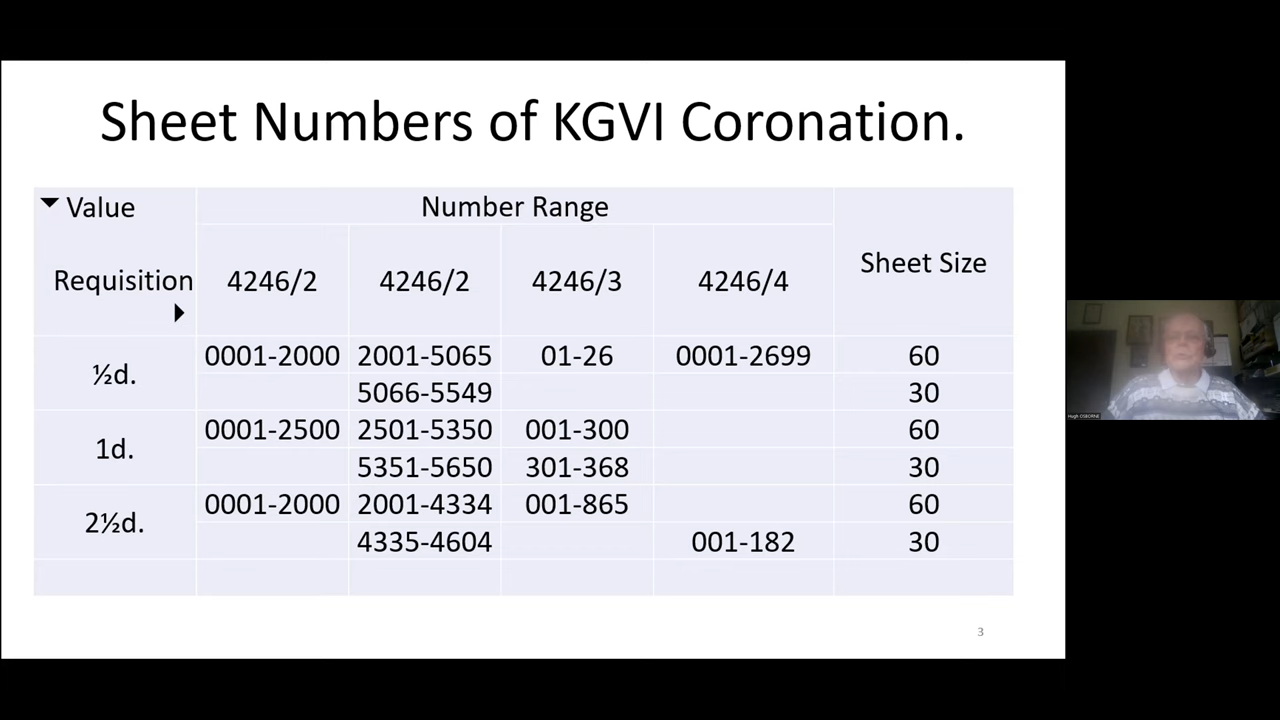 Sheet Numbers of KGVI Coronation.
Value Number Range Sheet Size
Requisition 4246/2 4246/2 4246/3 4246/4
½d. 0001-2000 2001-5065 01-26 0001-2699 60
5066-5549 30
1d. 0001-2500 2501-5350 001-300 60
5351-5650 301-368 30
2½d. 0001-2000 2001-4334 001-865 60
4335-4604 001-182 30
3
Hugh OSBORNE